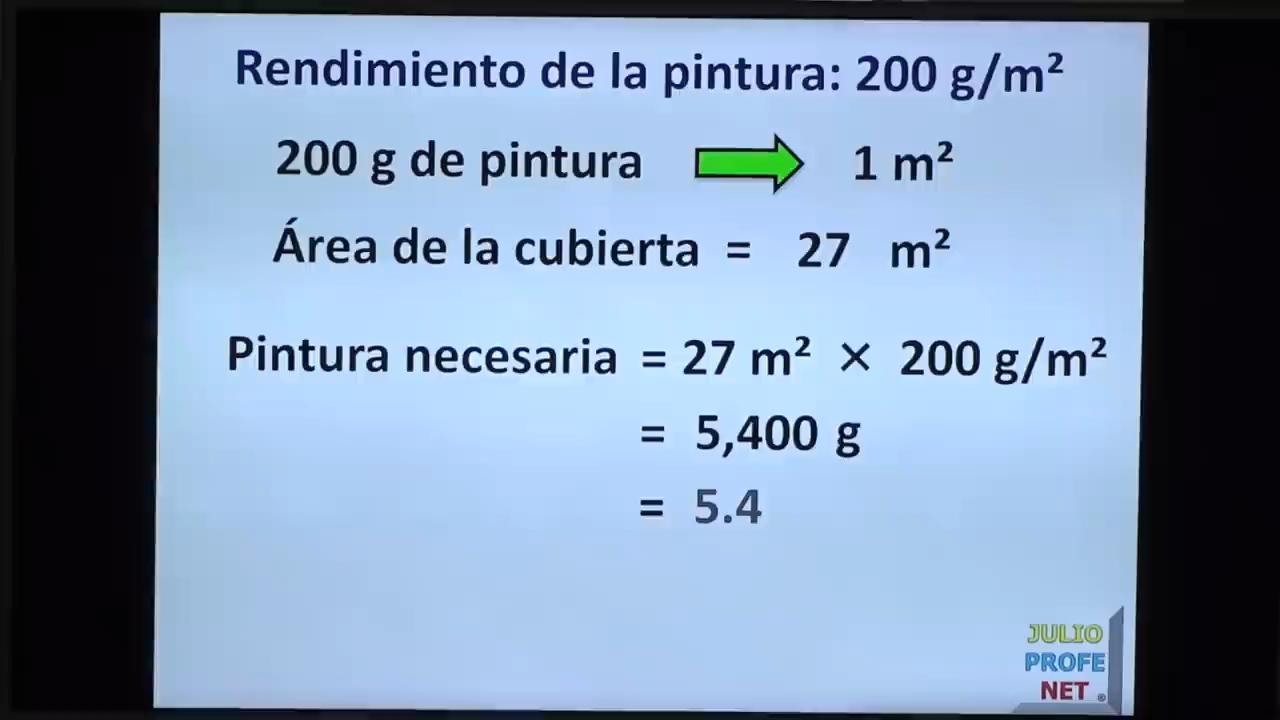 Rendimiento de la pintura: 200 g/m²
200 g de pintura 1 m²
Área de la cubierta = 27 m²
Pintura necesaria = 27 m² × 200 g/m²
= 5,400 g
= 5.4
JULIO
PROFE
NET ®